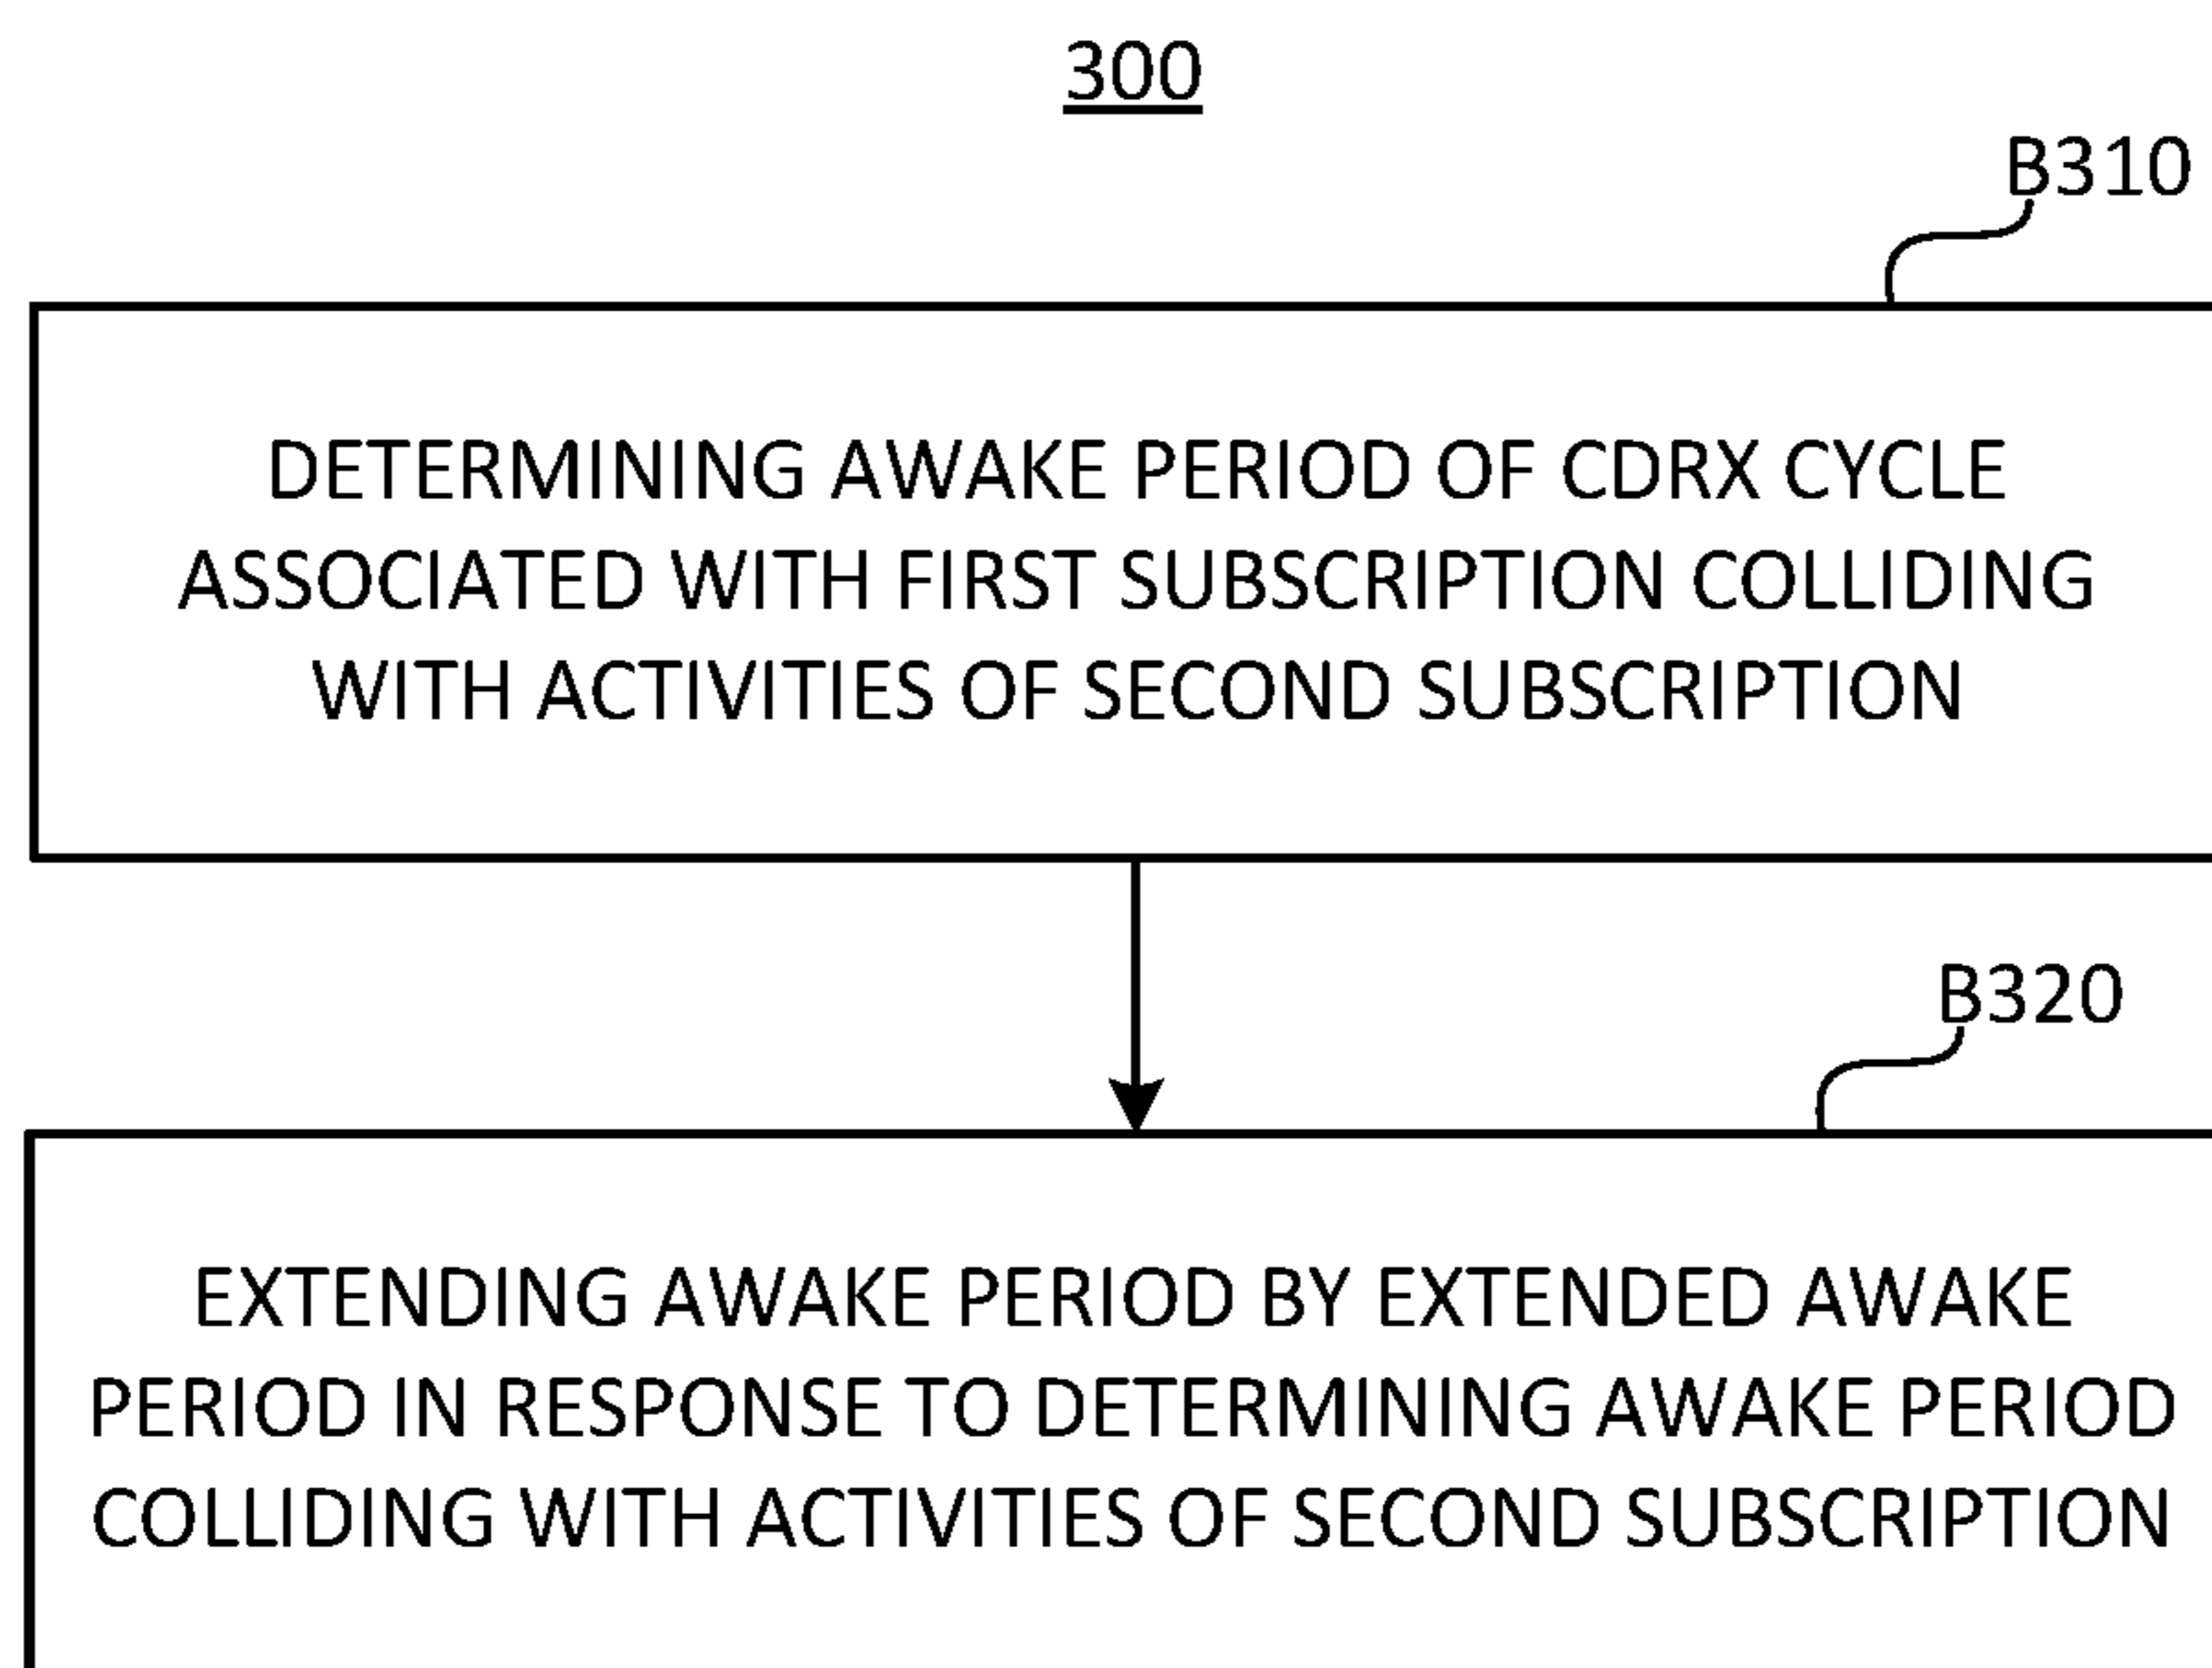 300
B310
DETERMINING AWAKE PERIOD OF CDRX CYCLE
ASSOCIATED WITH FIRST SUBSCRIPTION COLLIDING
WITH ACTIVITIES OF SECOND SUBSCRIPTION
B320
EXTENDING AWAKE PERIOD BY EXTENDED AWAKE
PERIOD IN RESPONSE TO DETERMINING AWAKE PERIOD
COLLIDING WITH ACTIVITIES OF SECOND SUBSCRIPTION